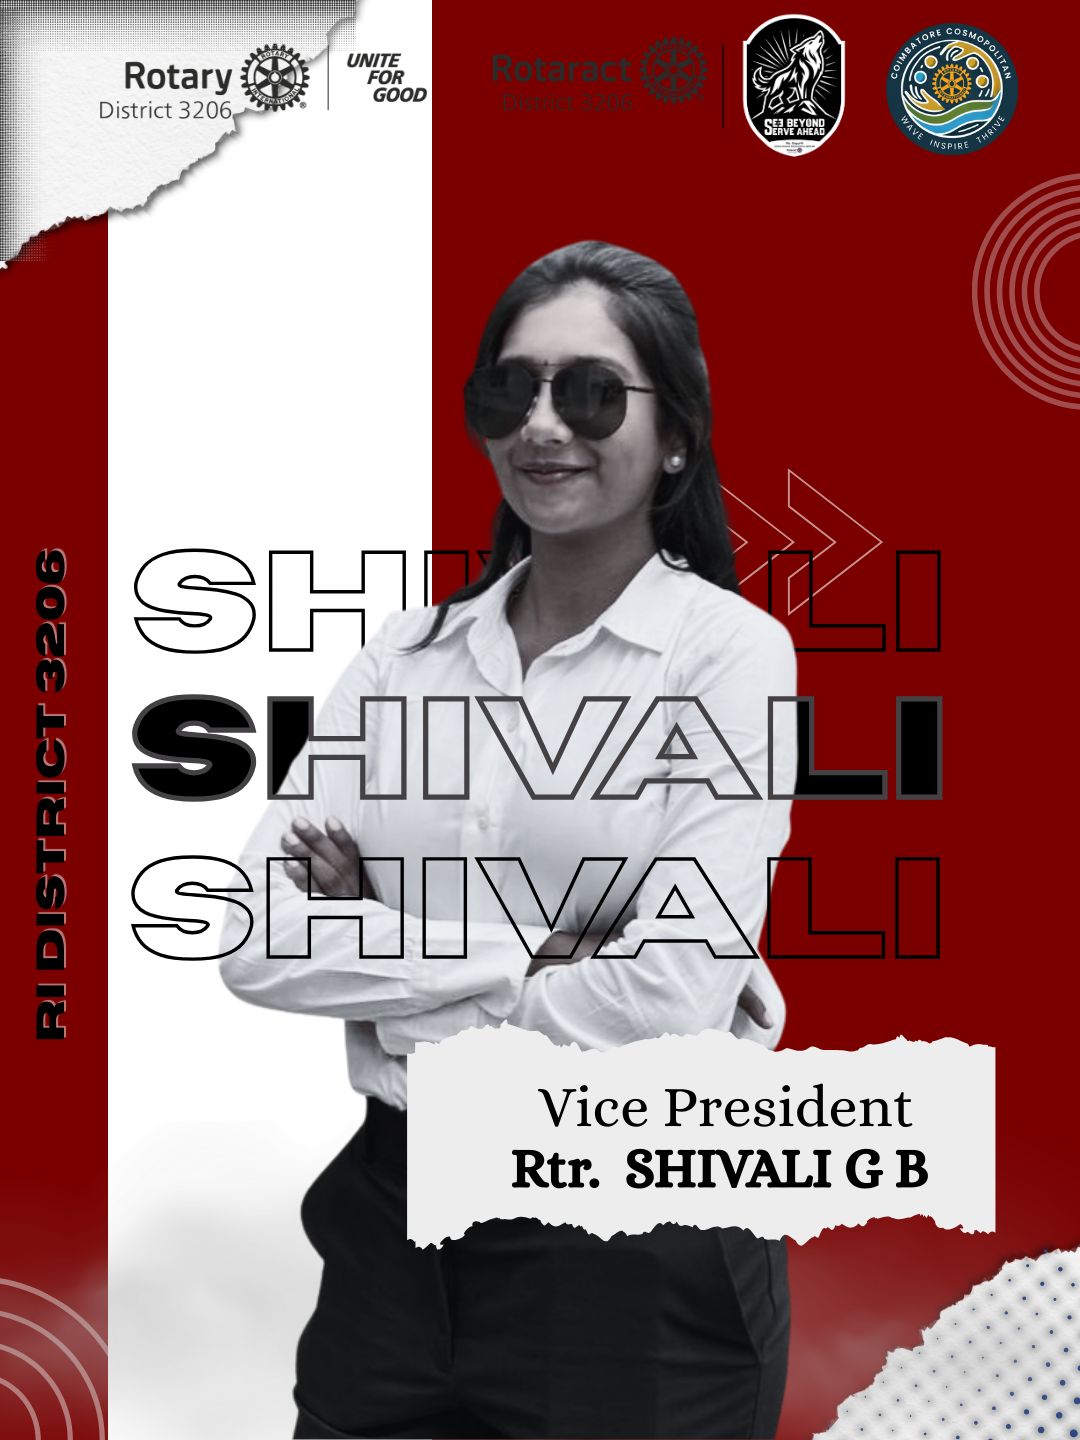 Rotary
District 3206
ROTARY
INTERNATIONAL
UNITE
FOR
GOOD
Rotaract
District 3206
SEE BEYOND
SERVE AHEAD
COIMBATORE COSMOPOLITAN
WAVE INSPIRE THRIVE
RI DISTRICT 3206
SHIVALI
SHIVALI
SHIVALI
Vice President
Rtr. SHIVALI G B